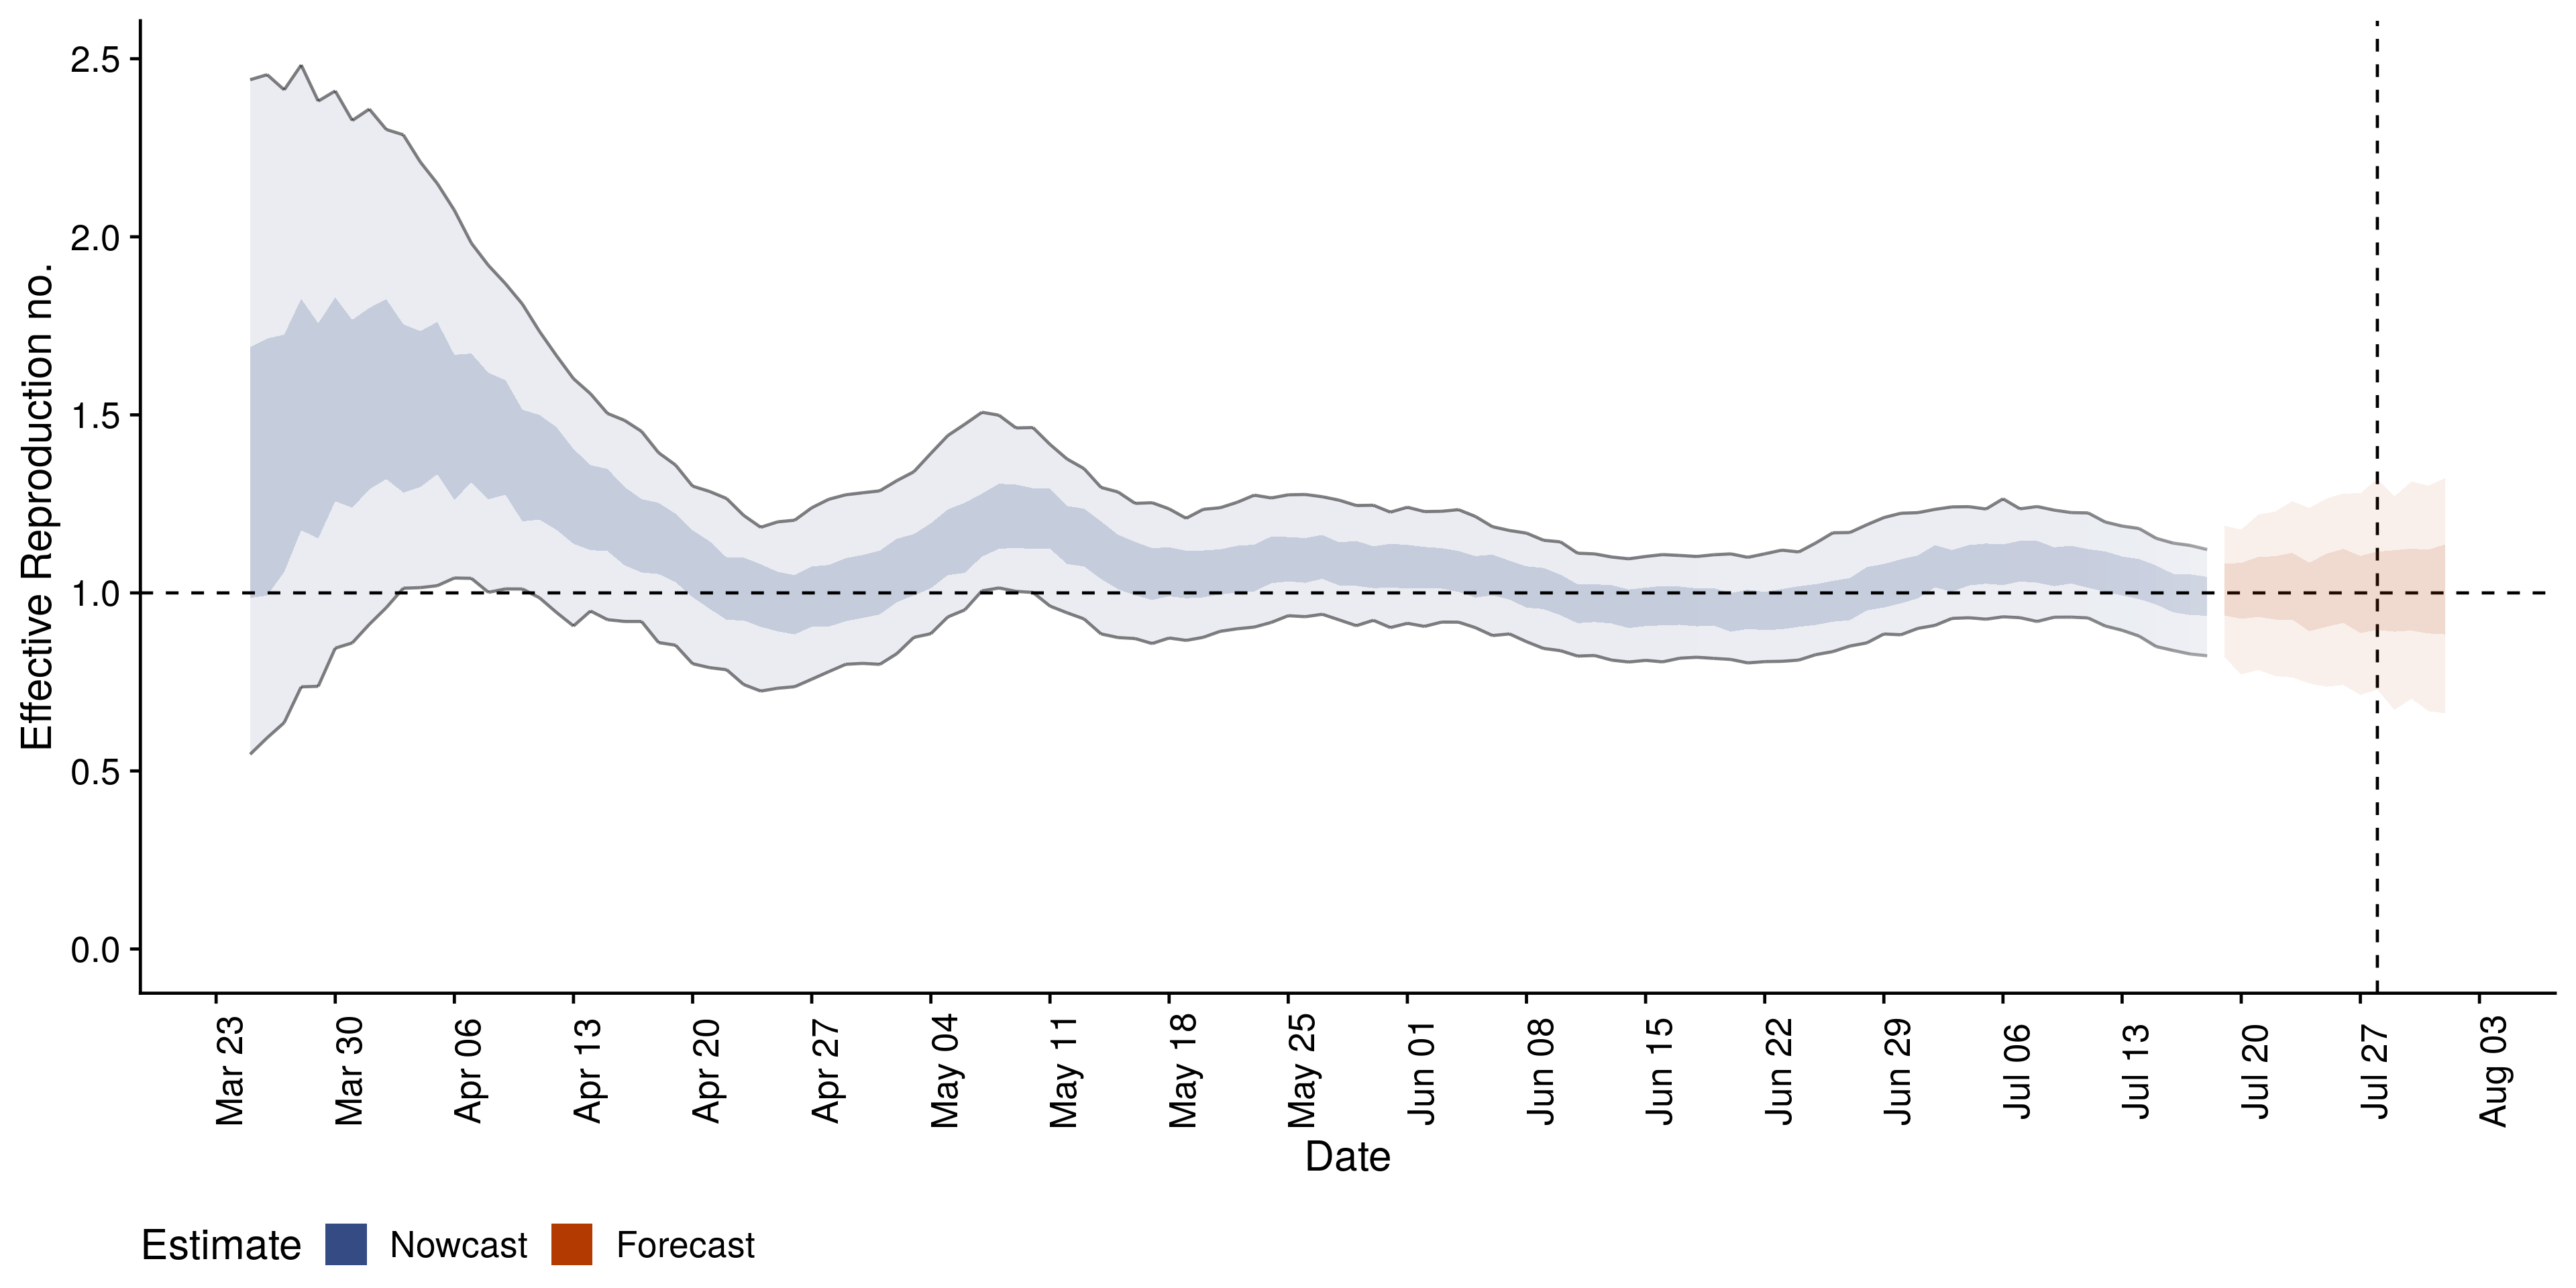 Effective Reproduction no.
2.5
2.0
1.5
1.0
0.5
0.0
Mar 23
Mar 30
Apr 06
Apr 13
Apr 20
Apr 27
May 04
May 11
May 18
May 25
Jun 01
Jun 08
Jun 15
Jun 22
Jun 29
Jul 06
Jul 13
Jul 20
Jul 27
Aug 03
Date
Estimate Nowcast Forecast